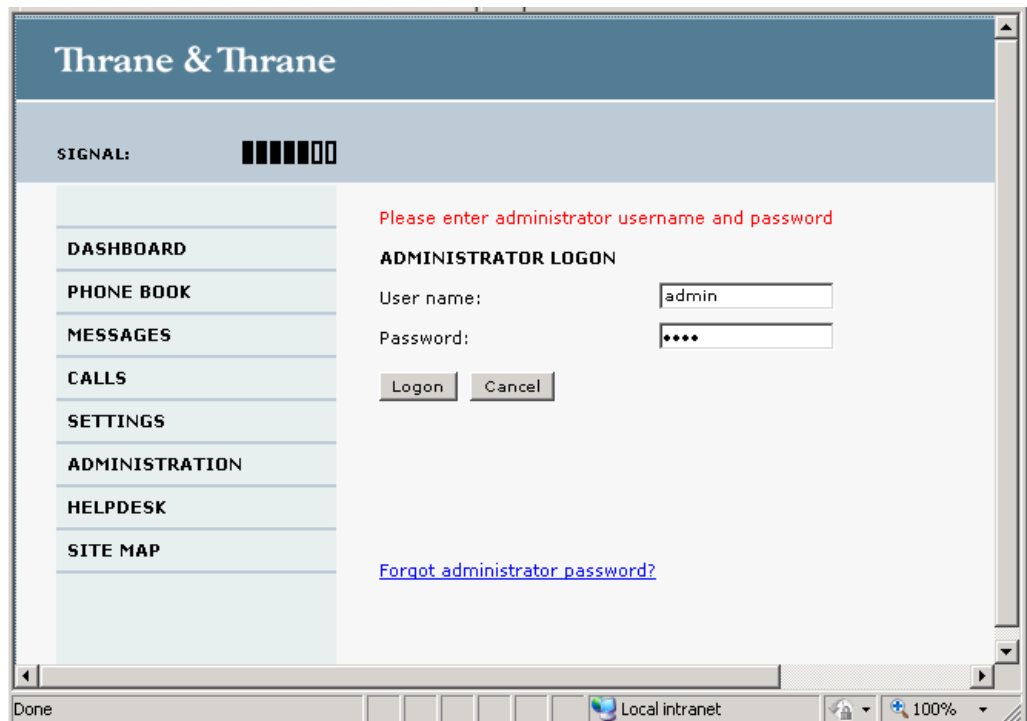 Thrane & Thrane
SIGNAL:
Please enter administrator username and password
DASHBOARD
ADMINISTRATOR LOGON
PHONE BOOK
User name:
admin
MESSAGES
Password:
••••
CALLS
Logon
Cancel
SETTINGS
ADMINISTRATION
HELPDESK
SITE MAP
Forgot administrator password?
Done
Local intranet
100%